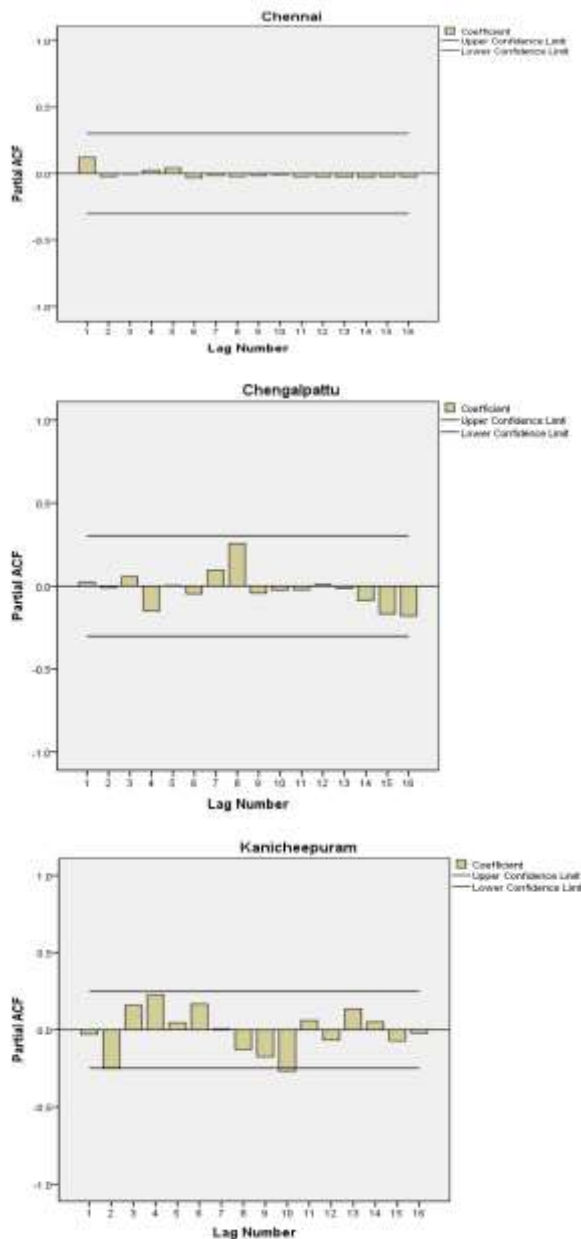 Chennai
Coefficient
Upper Confidence Limit
Lower Confidence Limit
Partial ACF
1.0
0.5
0.0
-0.5
-1.0
1 2 3 4 5 6 7 8 9 10 11 12 13 14 15 16
Lag Number
Chengalpattu
Coefficient
Upper Confidence Limit
Lower Confidence Limit
Partial ACF
1.0
0.5
0.0
-0.5
-1.0
1 2 3 4 5 6 7 8 9 10 11 12 13 14 15 16
Lag Number
Kanicheepuram
Coefficient
Upper Confidence Limit
Lower Confidence Limit
Partial ACF
1.0
0.5
0.0
-0.5
-1.0
1 2 3 4 5 6 7 8 9 10 11 12 13 14 15 16
Lag Number